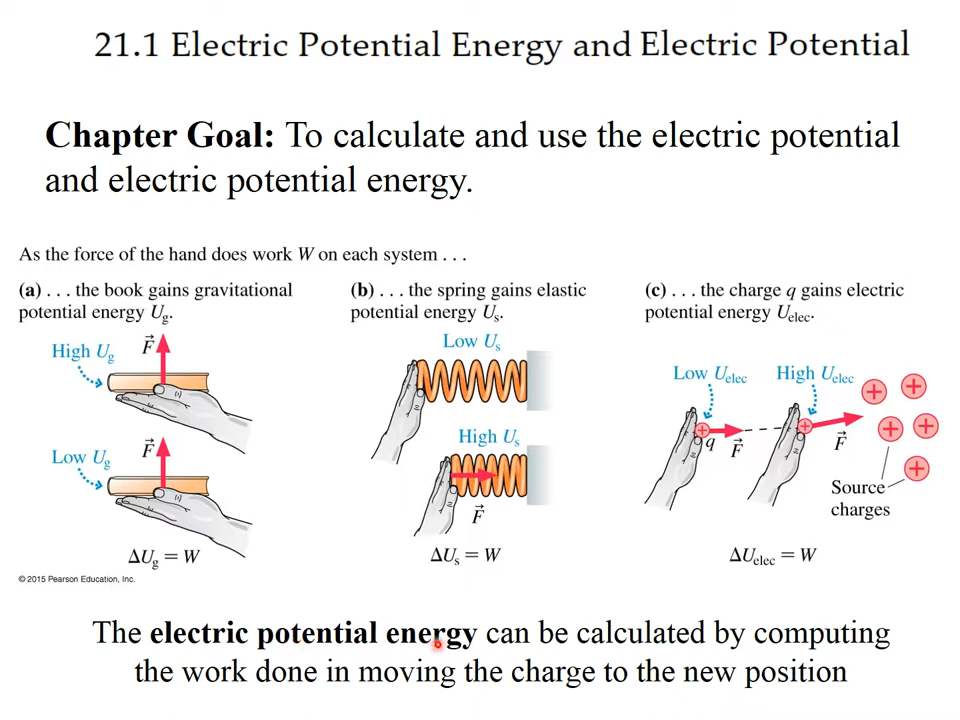 21.1 Electric Potential Energy and Electric Potential
Chapter Goal: To calculate and use the electric potential
and electric potential energy.
As the force of the hand does work W on each system . . .
(a) . . . the book gains gravitational
potential energy Ug.
High Ug
F
Low Ug
F
ΔUg = W
(b) . . . the spring gains elastic
potential energy Us.
Low Us
High Us
F
ΔUs = W
(c) . . . the charge q gains electric
potential energy Uelec.
Low Uelec
High Uelec
q
F
F
Source
charges
ΔUelec = W
© 2015 Pearson Education, Inc.
The electric potential energy can be calculated by computing
the work done in moving the charge to the new position